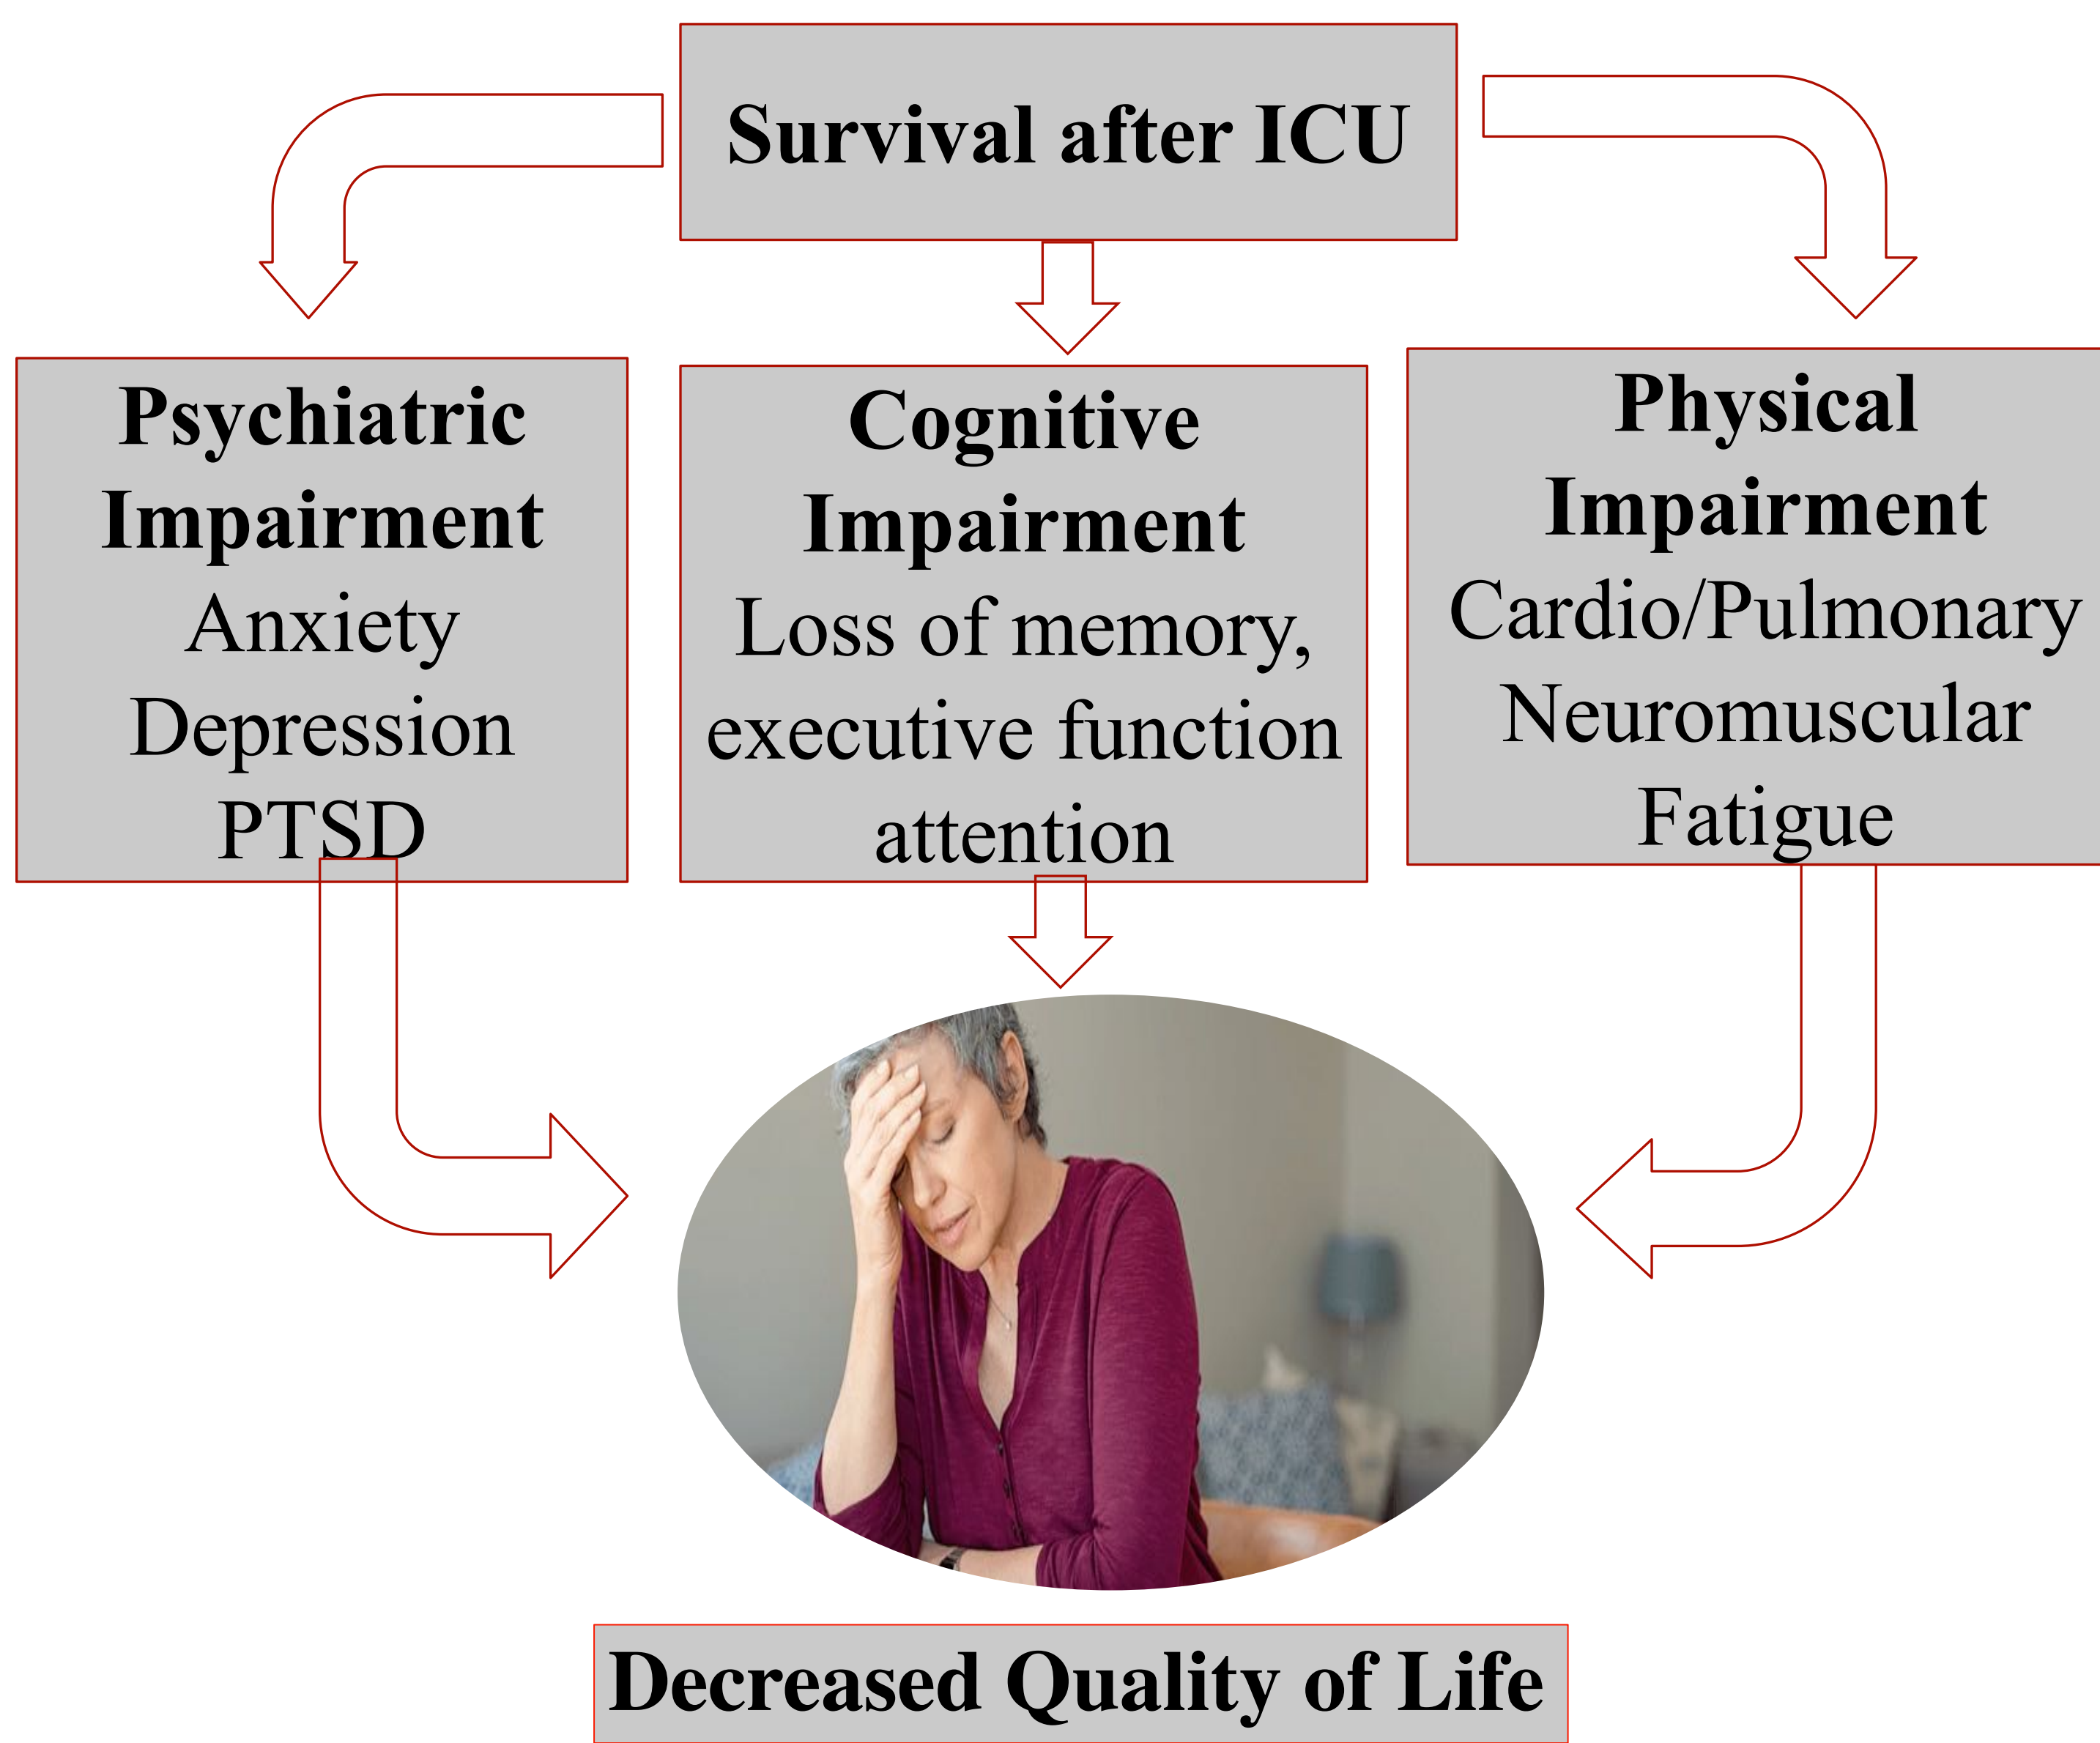 Survival after ICU
Psychiatric
Impairment
Anxiety
Depression
PTSD
Cognitive
Impairment
Loss of memory,
executive function
attention
Physical
Impairment
Cardio/Pulmonary
Neuromuscular
Fatigue
Decreased Quality of Life